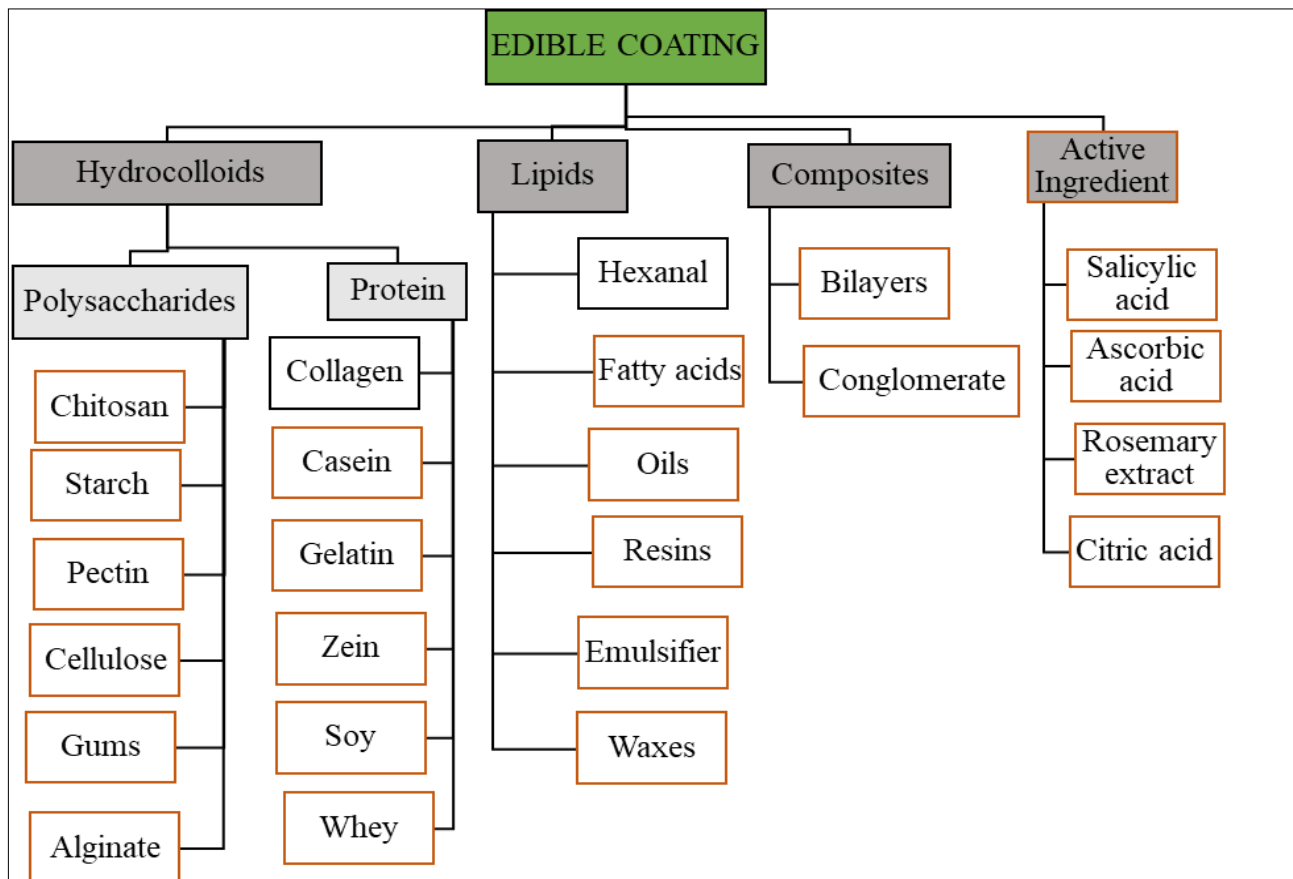 EDIBLE COATING
Hydrocolloids
Lipids
Composites
Active
Ingredient
Polysaccharides
Protein
Chitosan
Starch
Pectin
Cellulose
Gums
Alginate
Collagen
Casein
Gelatin
Zein
Soy
Whey
Hexanal
Fatty acids
Oils
Resins
Emulsifier
Waxes
Bilayers
Conglomerate
Salicylic
acid
Ascorbic
acid
Rosemary
extract
Citric acid